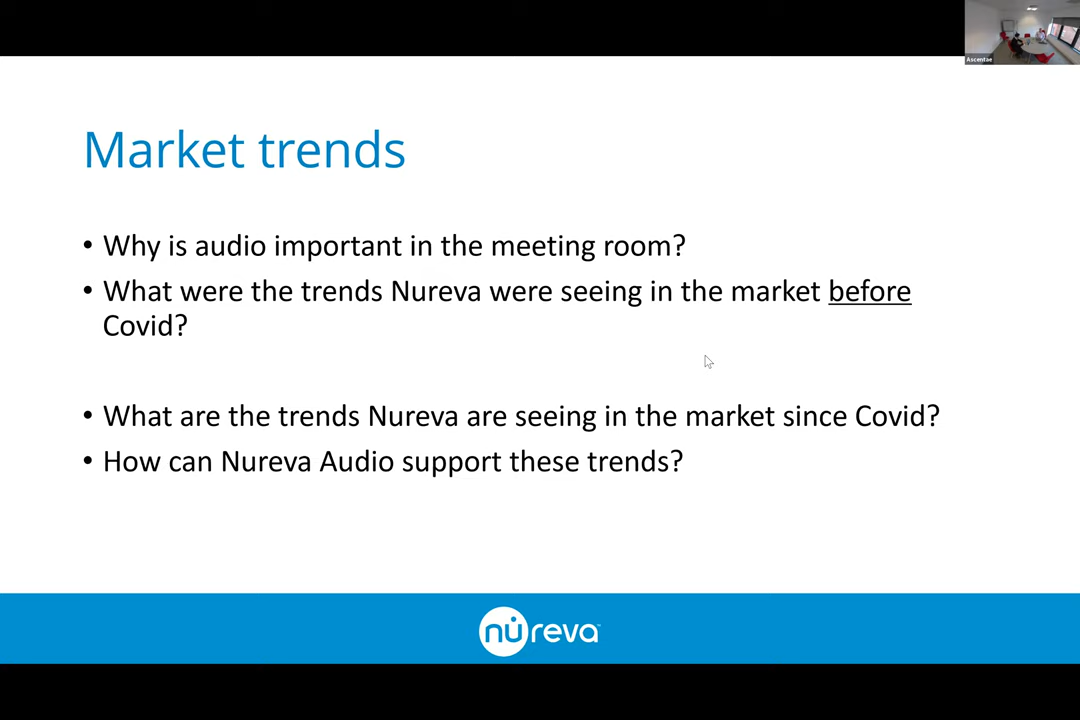 Ascentae
Market trends
• Why is audio important in the meeting room?
• What were the trends Nureva were seeing in the market before
Covid?
• What are the trends Nureva are seeing in the market since Covid?
• How can Nureva Audio support these trends?
nureva